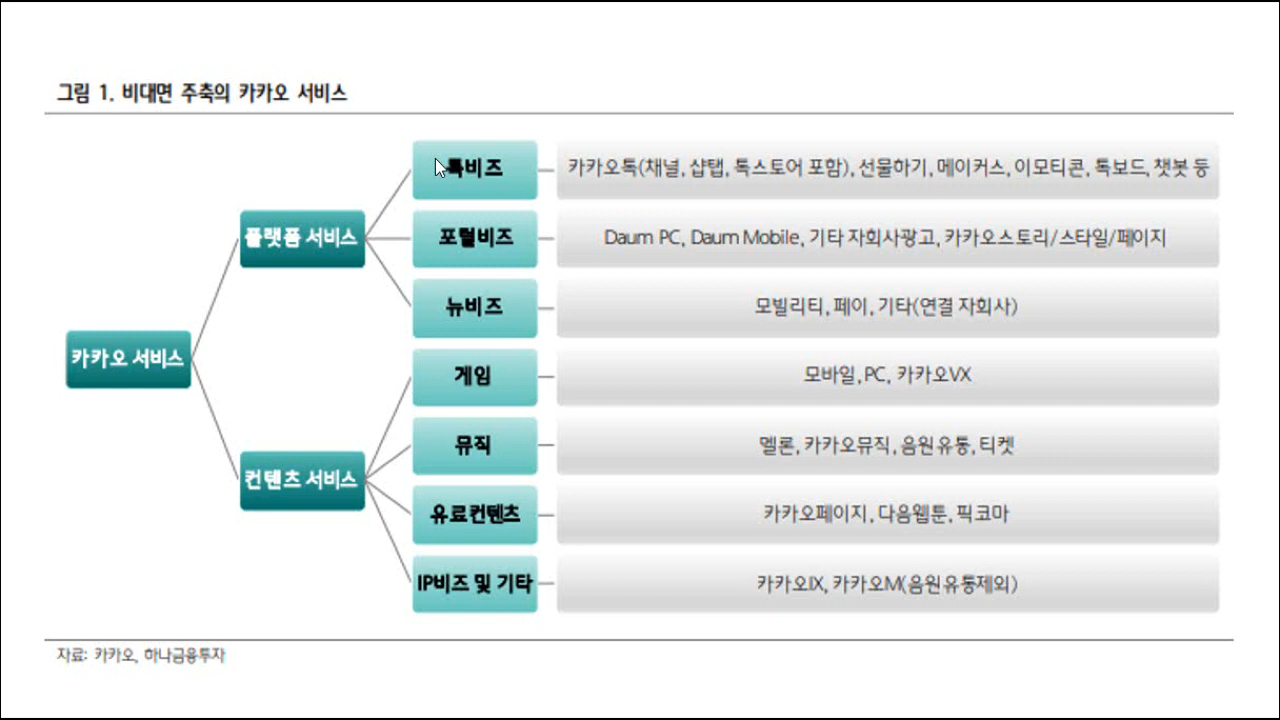 그림 1. 비대면 주축의 카카오 서비스
카카오 서비스
플랫폼 서비스
톡비즈
카카오톡(채널, 샵탭, 톡스토어 포함), 선물하기, 메이커스, 이모티콘, 톡보드, 챗봇 등
포털비즈
Daum PC, Daum Mobile, 기타 자회사광고, 카카오스토리/스타일/페이지
뉴비즈
모빌리티, 페이, 기타(연결 자회사)
컨텐츠 서비스
게임
모바일, PC, 카카오VX
뮤직
멜론, 카카오뮤직, 음원유통, 티켓
유료컨텐츠
카카오페이지, 다음웹툰, 픽코마
IP비즈 및 기타
카카오IX, 카카오M(음원유통제외)
자료: 카카오, 하나금융투자